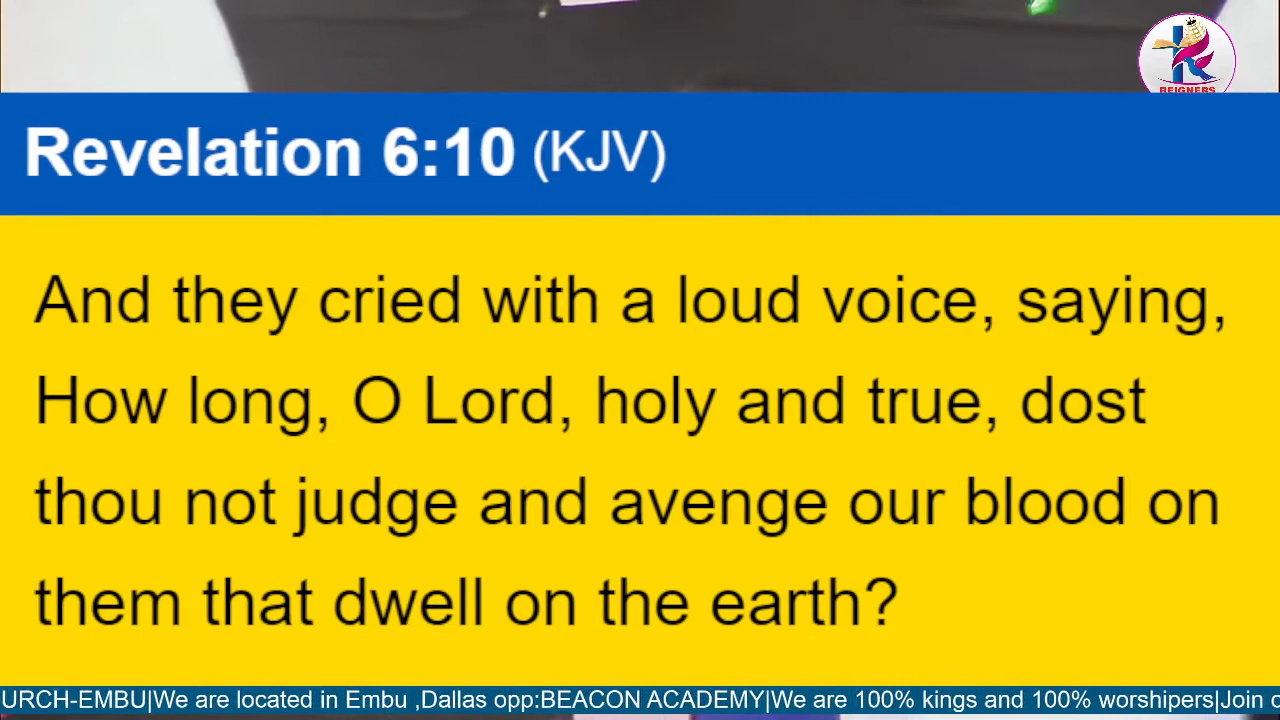 REIGNERS
Revelation 6:10 (KJV)
And they cried with a loud voice, saying,
How long, O Lord, holy and true, dost
thou not judge and avenge our blood on
them that dwell on the earth?
URCH-EMBU|We are located in Embu ,Dallas opp:BEACON ACADEMY|We are 100% kings and 100% worshipers|Join